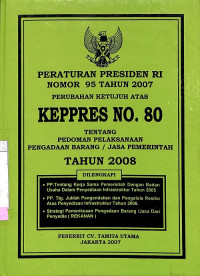 PERATURAN PRESIDEN RI
NOMOR 95 TAHUN 2007
PERUBAHAN KETUJUH ATAS
KEPPRES NO. 80
TENTANG
PEDOMAN PELAKSANAAN
PENGADAAN BARANG / JASA PEMERINTAH
TAHUN 2008
DILENGKAPI
• PP.Tentang Kerja Sama Pemerintah Dengan Badan
Usaha Dalam Penyediaan Infrastruktur Tahun 2005
• PP. Ttg. Juklak Pengendalian dan Pengelola Resiko
Atas Penyediaan Infrastruktur Tahun 2006
• Strategi Pemeriksaan Pengadaan Barang /Jasa Dan
Penyedia ( REKANAN )
PENERBIT CV. TAMITA UTAMA
JAKARTA 2007